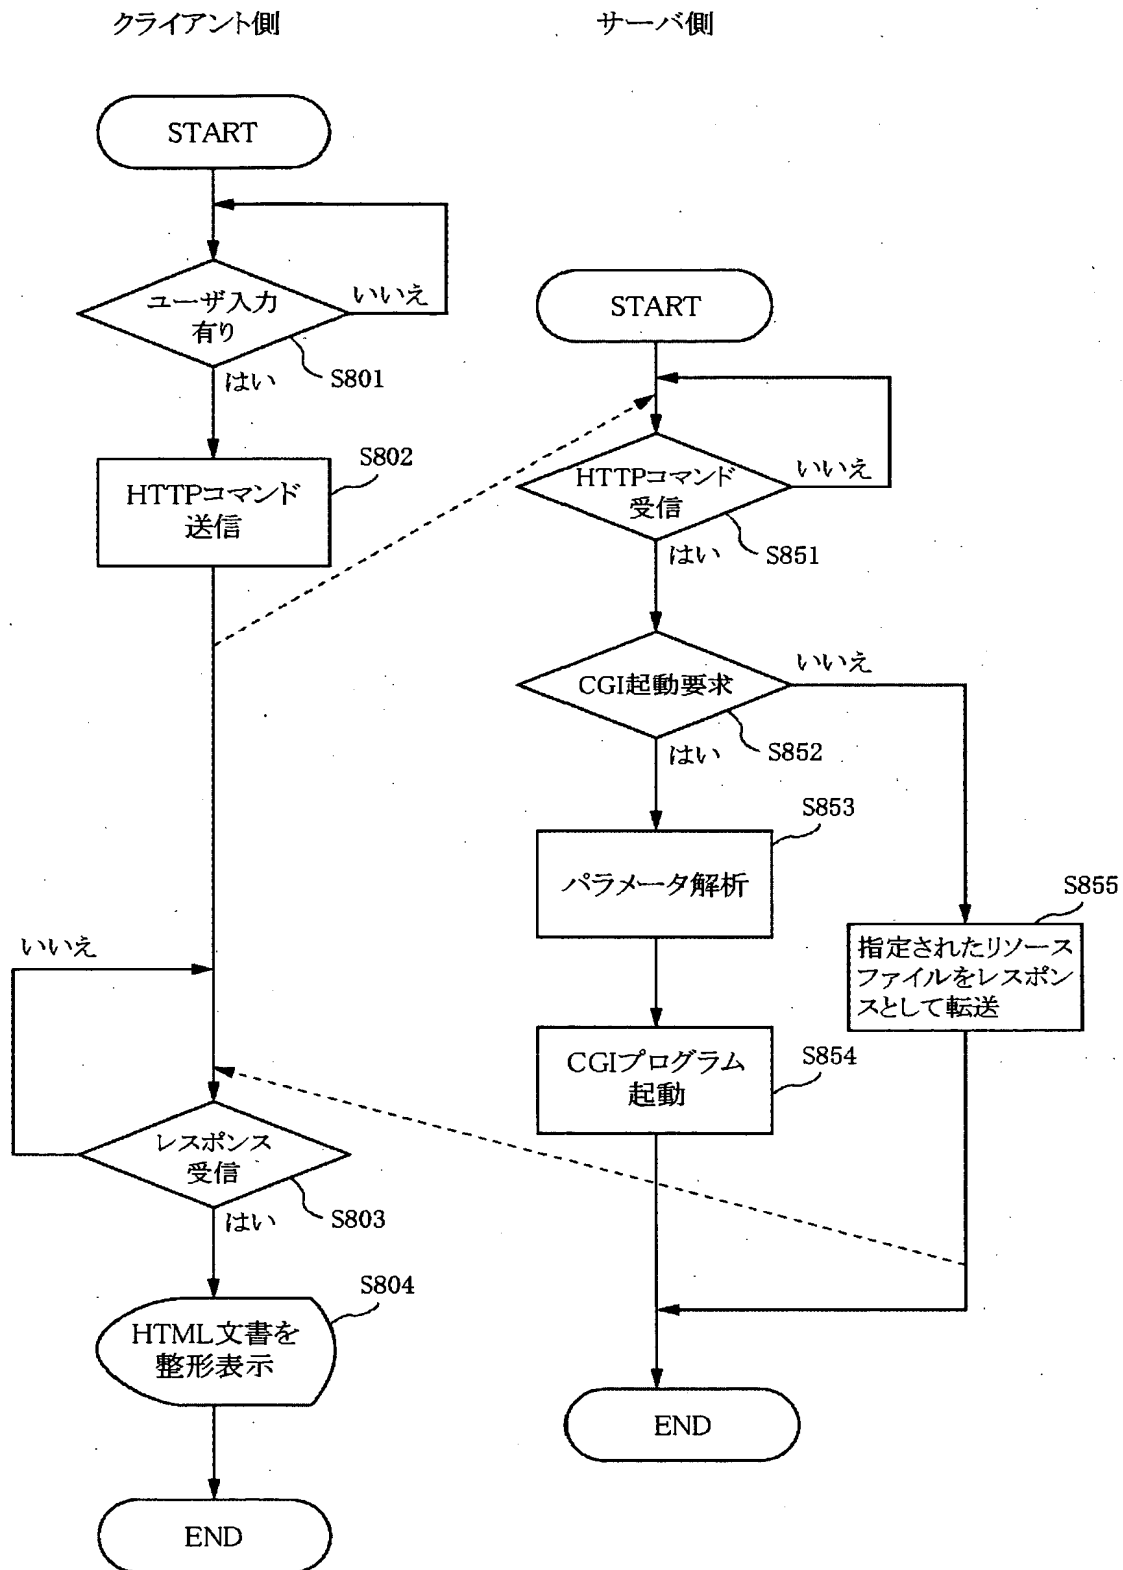 クライアント側
サーバ側
START
ユーザ入力
有り
いいえ
はい
S801
HTTPコマンド
送信
S802
いいえ
レスポンス
受信
はい
S803
HTML文書を
整形表示
S804
END
START
HTTPコマンド
受信
いいえ
はい
S851
CGI起動要求
いいえ
はい
S852
パラメータ解析
S853
CGIプログラム
起動
S854
指定されたリソース
ファイルをレスポン
スとして転送
S855
END